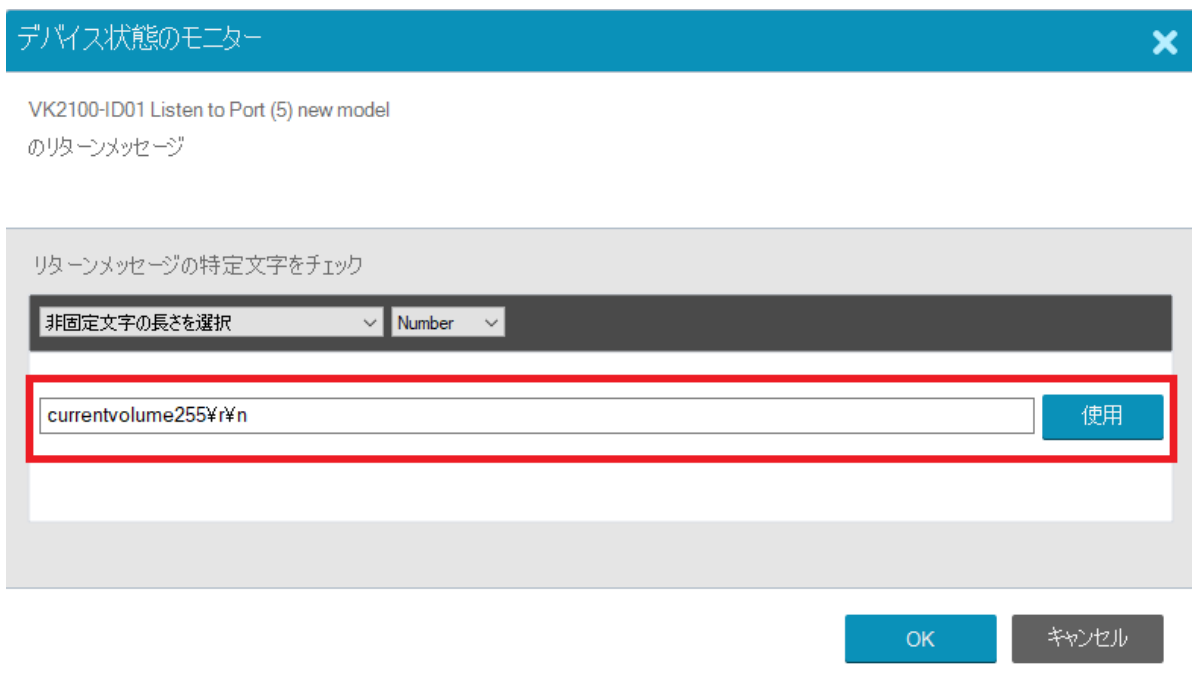 デバイス状態のモニター
VK2100-ID01 Listen to Port (5) new model
のリターンメッセージ
リターンメッセージの特定文字をチェック
非固定文字の長さを選択 Number
currentvolume255¥r¥n 使用
OK キャンセル